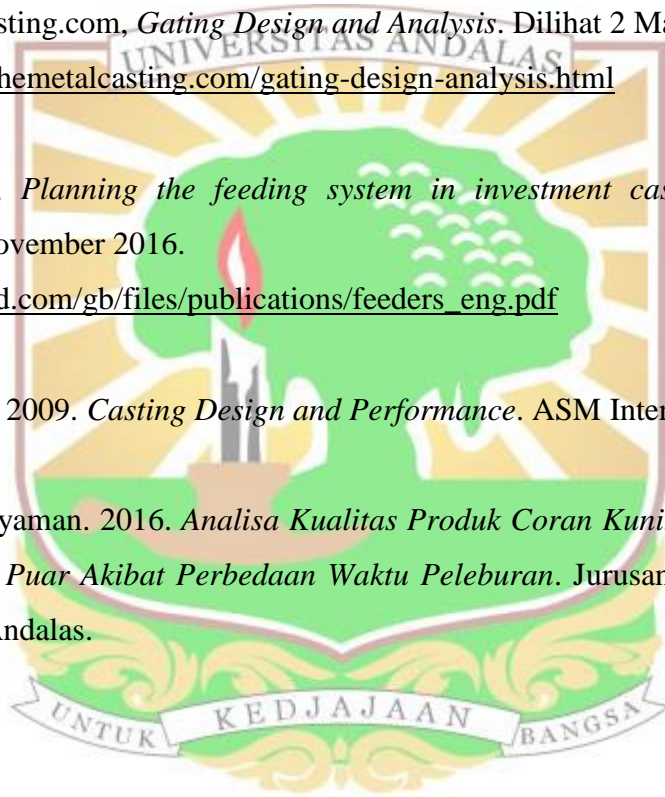 sting.com, Gating Design and Analysis. Dilihat 2 Ma
UNIVERSITAS ANDALAS
hemetalcasting.com/gating-design-analysis.html
Planning the feeding system in investment cas
ovember 2016.
d.com/gb/files/publications/feeders_eng.pdf
2009. Casting Design and Performance. ASM Inter
yaman. 2016. Analisa Kualitas Produk Coran Kuni
Puar Akibat Perbedaan Waktu Peleburan. Jurusan
Andalas.
UNTUK KEDJAJAAN BANGSA